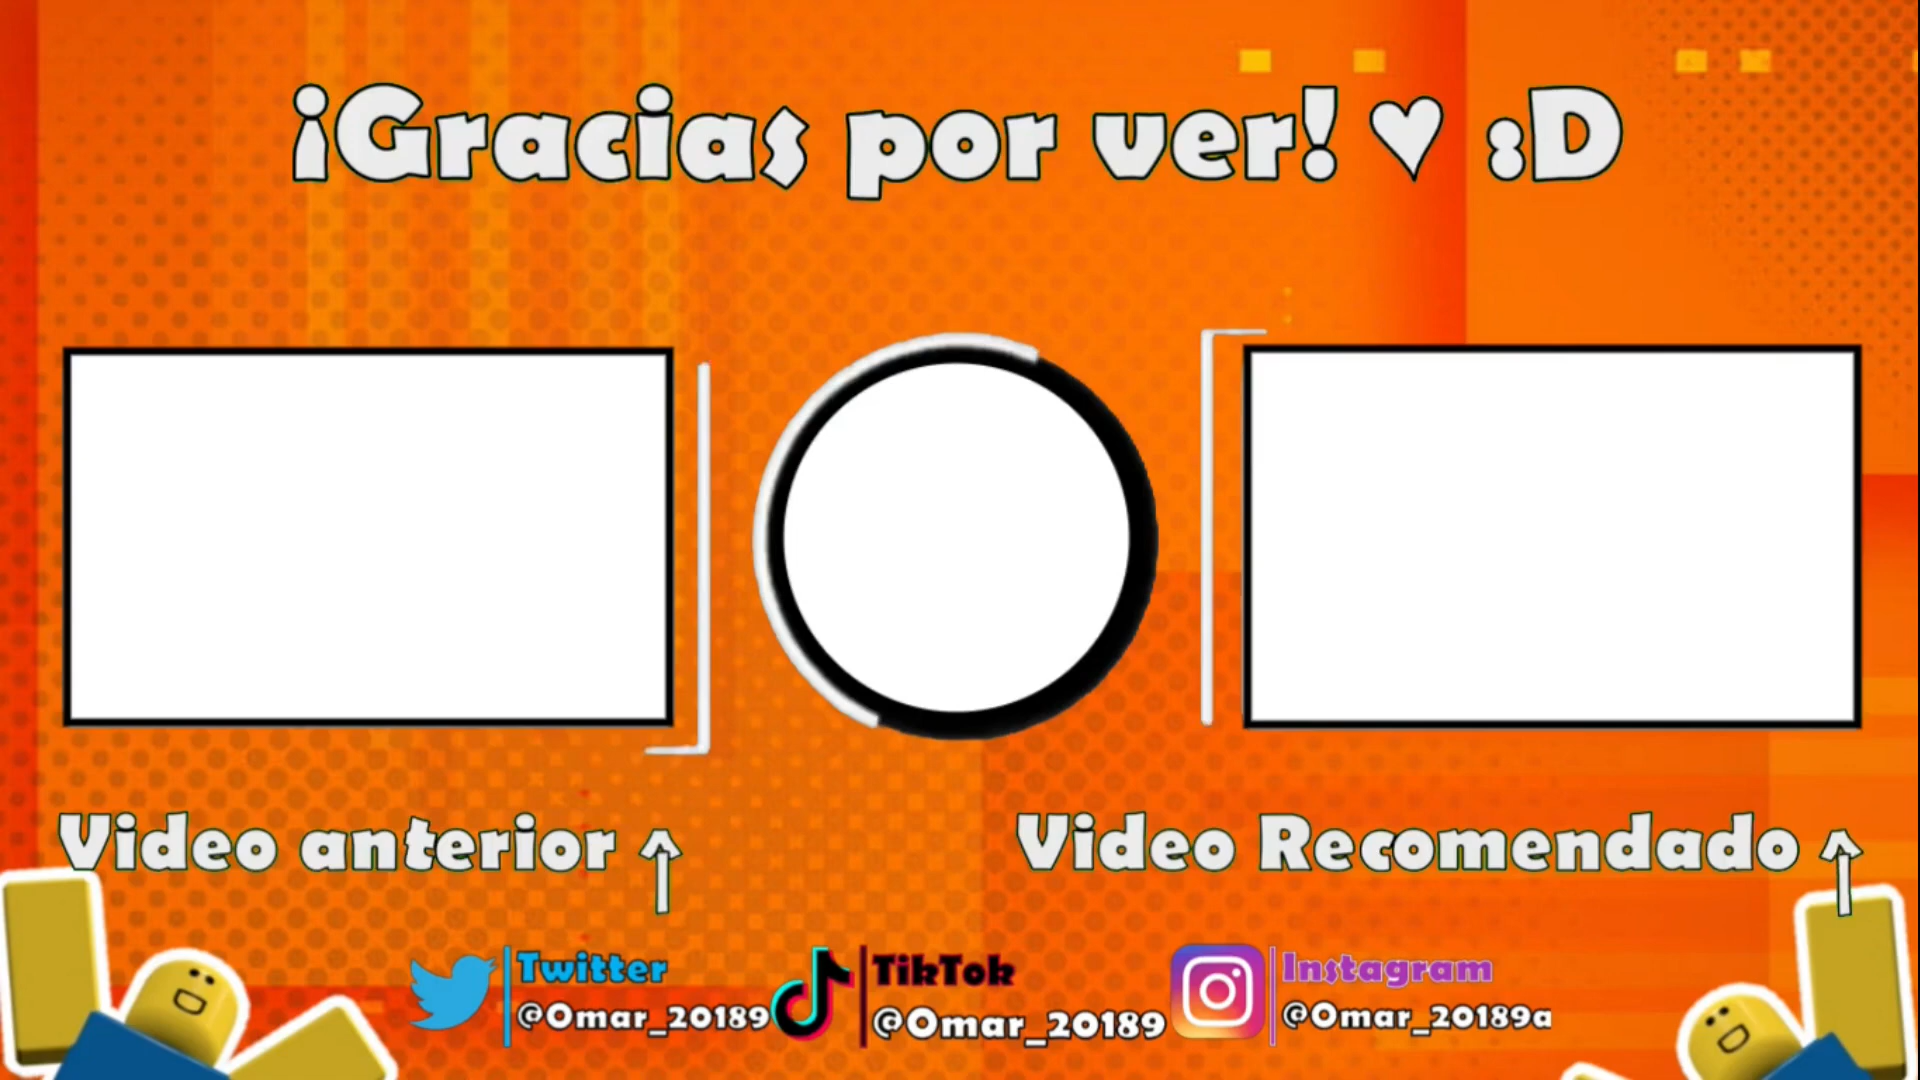 ¡Gracias por ver! ♥ :D
Video anterior ↑
Video Recomendado ↑
Twitter
@Omar_20189
TikTok
@Omar_20189
Instagram
@Omar_20189a